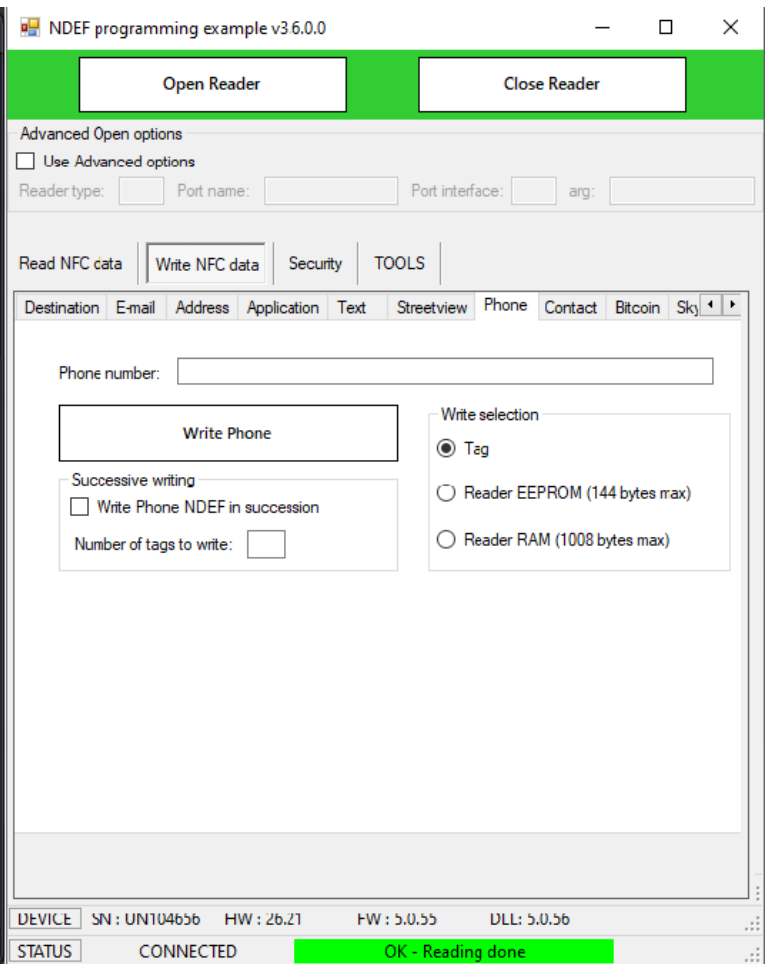 NDEF programming example v3.6.0.0
Open Reader Close Reader
Advanced Open options
Use Advanced options
Reader type: Port name: Port interface: arg:
Read NFC data Write NFC data Security TOOLS
Destination E-mail Address Application Text Streetview Phone Contact Bitcoin Sky
Phone number:
Write Phone
Write selection
Tag
Reader EEPROM (144 bytes max)
Reader RAM (1008 bytes max)
Successive writing
Write Phone NDEF in succession
Number of tags to write:
DEVICE SN : UN104656 HW : 26.21 FW : 5.0.55 DLL: 5.0.56
STATUS CONNECTED OK - Reading done